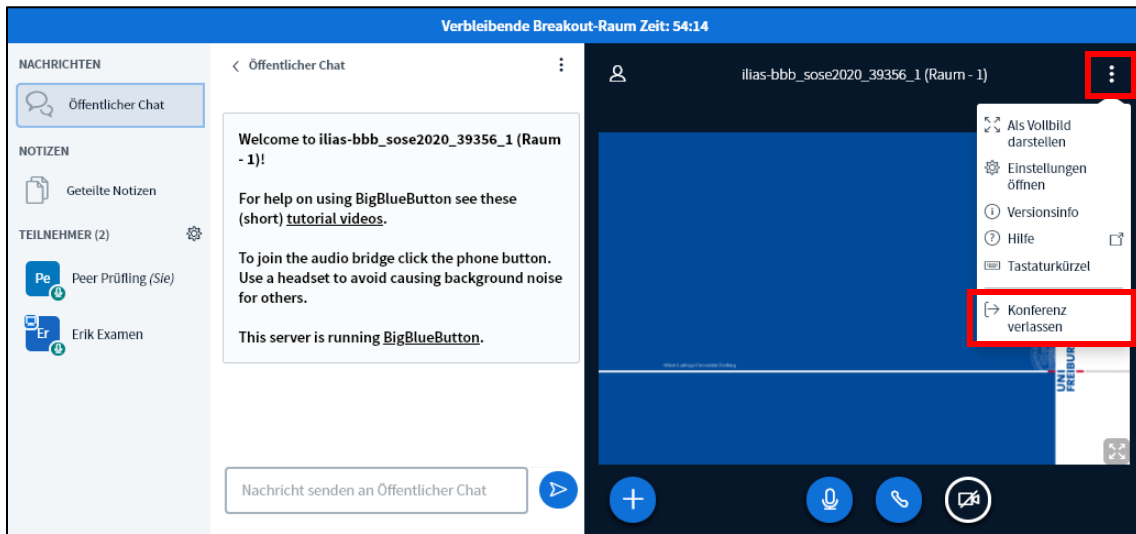 Verbleibende Breakout-Raum Zeit: 54:14
NACHRICHTEN
Öffentlicher Chat
NOTIZEN
Geteilte Notizen
TEILNEHMER (2)
Pe
Peer Prüfling (Sie)
Er
Erik Examen
Öffentlicher Chat
Welcome to ilias-bbb_sose2020_39356_1 (Raum
- 1)!
For help on using BigBlueButton see these
(short) tutorial videos.
To join the audio bridge click the phone button.
Use a headset to avoid causing background noise
for others.
This server is running BigBlueButton.
Nachricht senden an Öffentlicher Chat
ilias-bbb_sose2020_39356_1 (Raum - 1)
Als Vollbild
darstellen
Einstellungen
öffnen
Versionsinfo
Hilfe
Tastaturkürzel
Konferenz
verlassen
UNI
FREIBURG